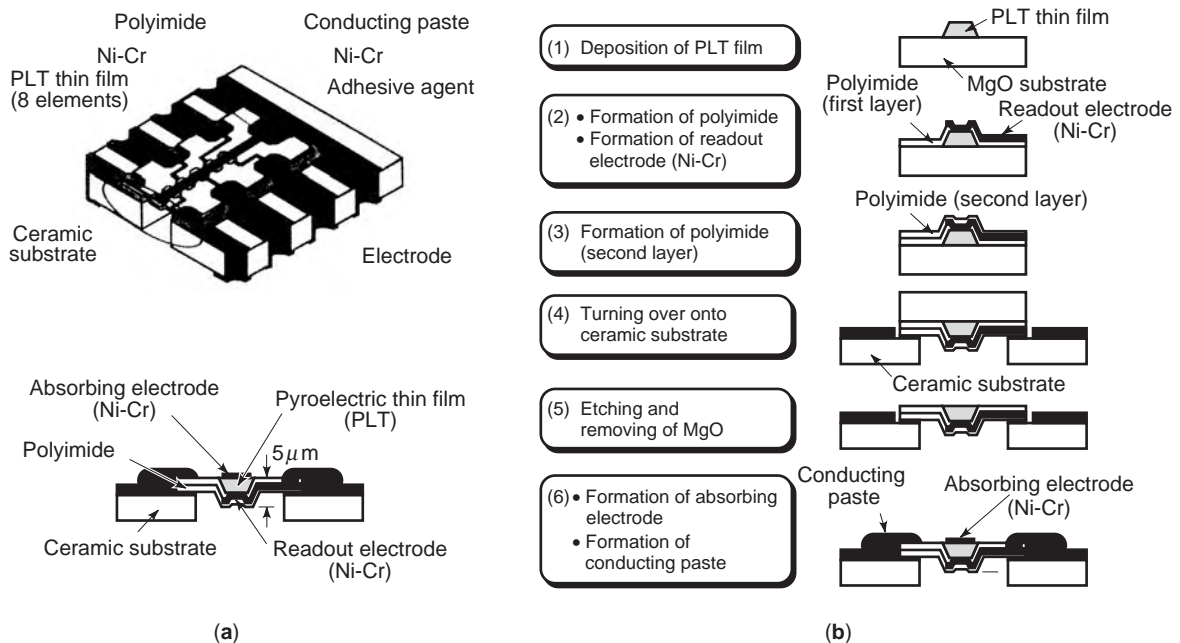 Polyimide
Conducting paste
Ni-Cr
Ni-Cr
PLT thin film
(8 elements)
Adhesive agent
Ceramic
substrate
Electrode
Absorbing electrode
(Ni-Cr)
Pyroelectric thin film
(PLT)
Polyimide
5 μm
Ceramic substrate
Readout electrode
(Ni-Cr)
(a)
(1) Deposition of PLT film
PLT thin film
MgO substrate
Polyimide
(first layer)
Readout electrode
(Ni-Cr)
(2) • Formation of polyimide
• Formation of readout
electrode (Ni-Cr)
Polyimide (second layer)
(3) Formation of polyimide
(second layer)
(4) Turning over onto
ceramic substrate
Ceramic substrate
(5) Etching and
removing of MgO
Conducting
paste
Absorbing electrode
(Ni-Cr)
(6) • Formation of absorbing
electrode
• Formation of
conducting paste
(b)